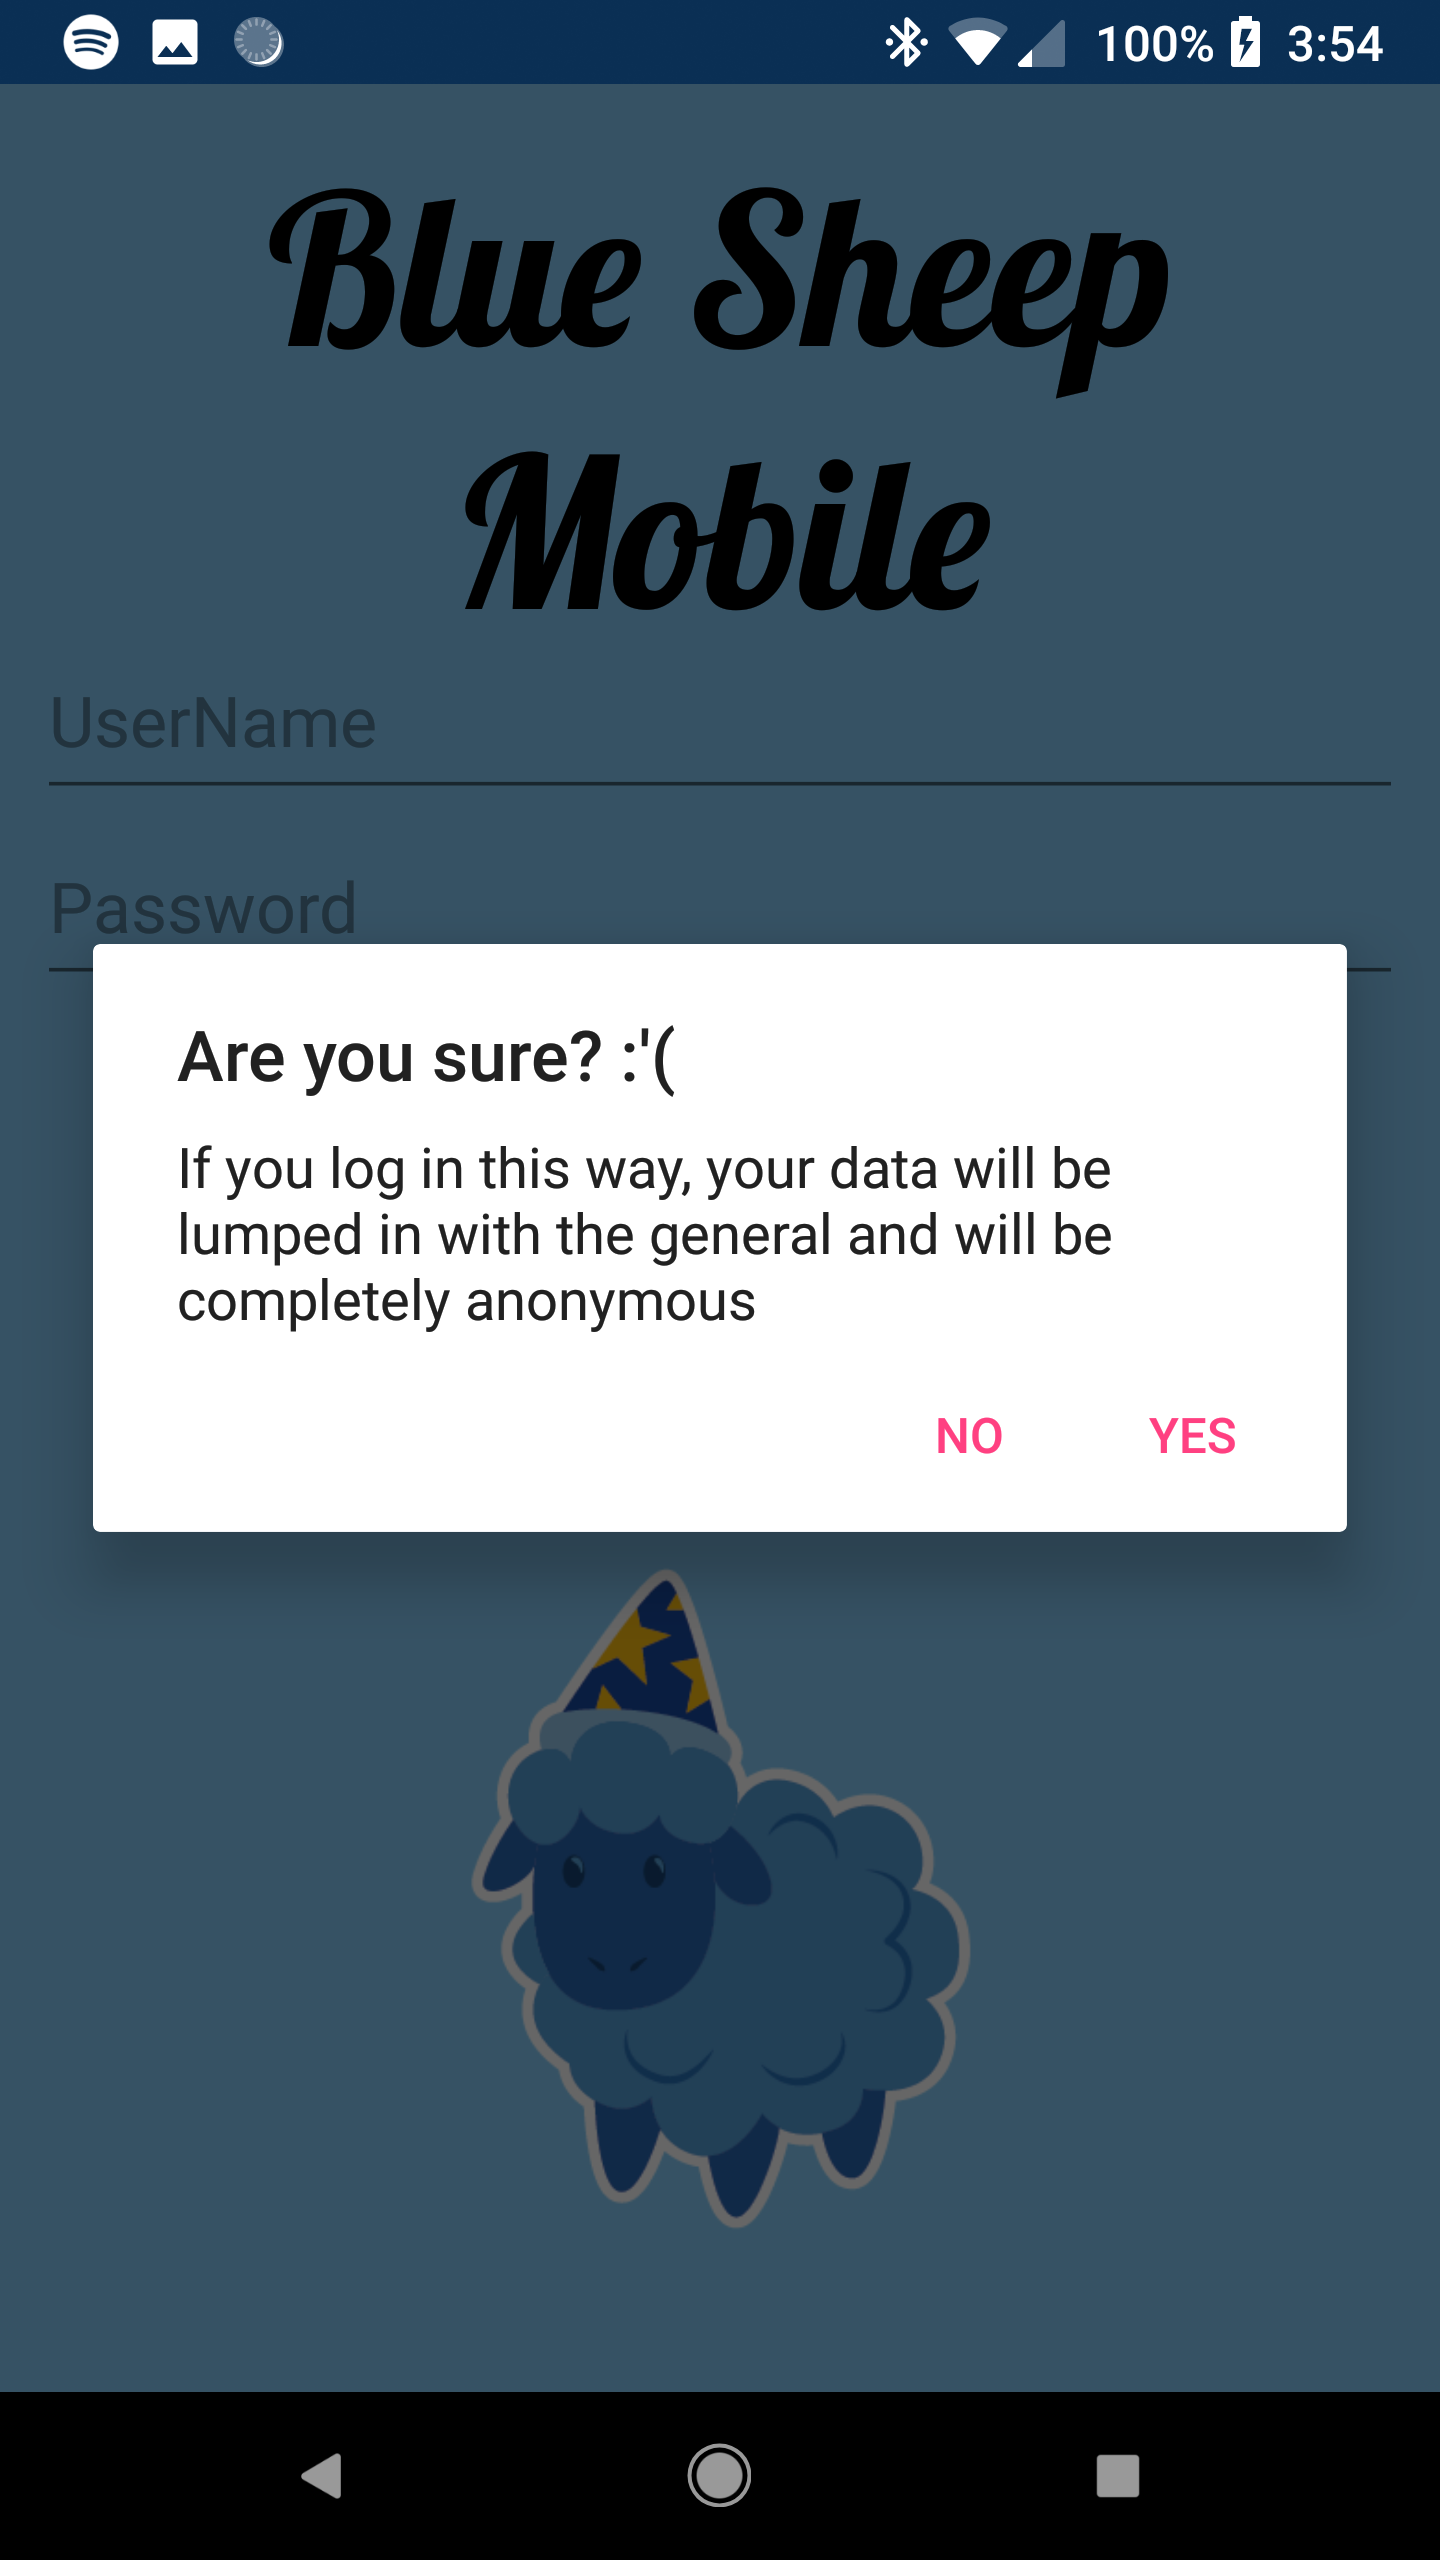 100% 3:54
Blue Sheep
Mobile
UserName
Password
Are you sure? :'(
If you log in this way, your data will be
lumped in with the general and will be
completely anonymous
NO YES